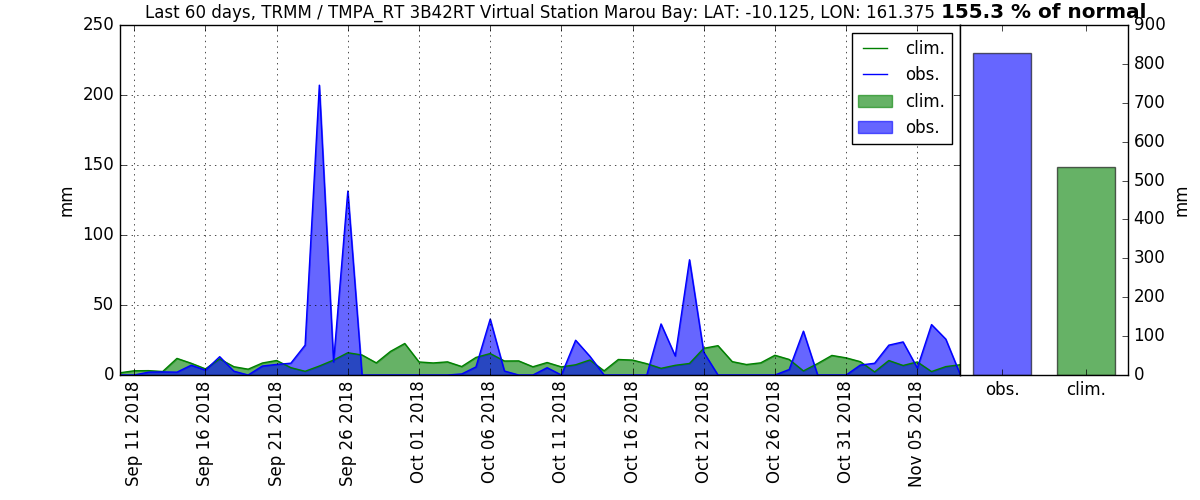 Last 60 days, TRMM / TMPA_RT 3B42RT Virtual Station Marou Bay: LAT: -10.125, LON: 161.375 155.3 % of normal
250
200
150
100
50
0
mm
clim.
obs.
clim.
obs.
900
800
700
600
500
400
300
200
100
0
mm
obs.
clim.
Sep 11 2018
Sep 16 2018
Sep 21 2018
Sep 26 2018
Oct 01 2018
Oct 06 2018
Oct 11 2018
Oct 16 2018
Oct 21 2018
Oct 26 2018
Oct 31 2018
Nov 05 2018